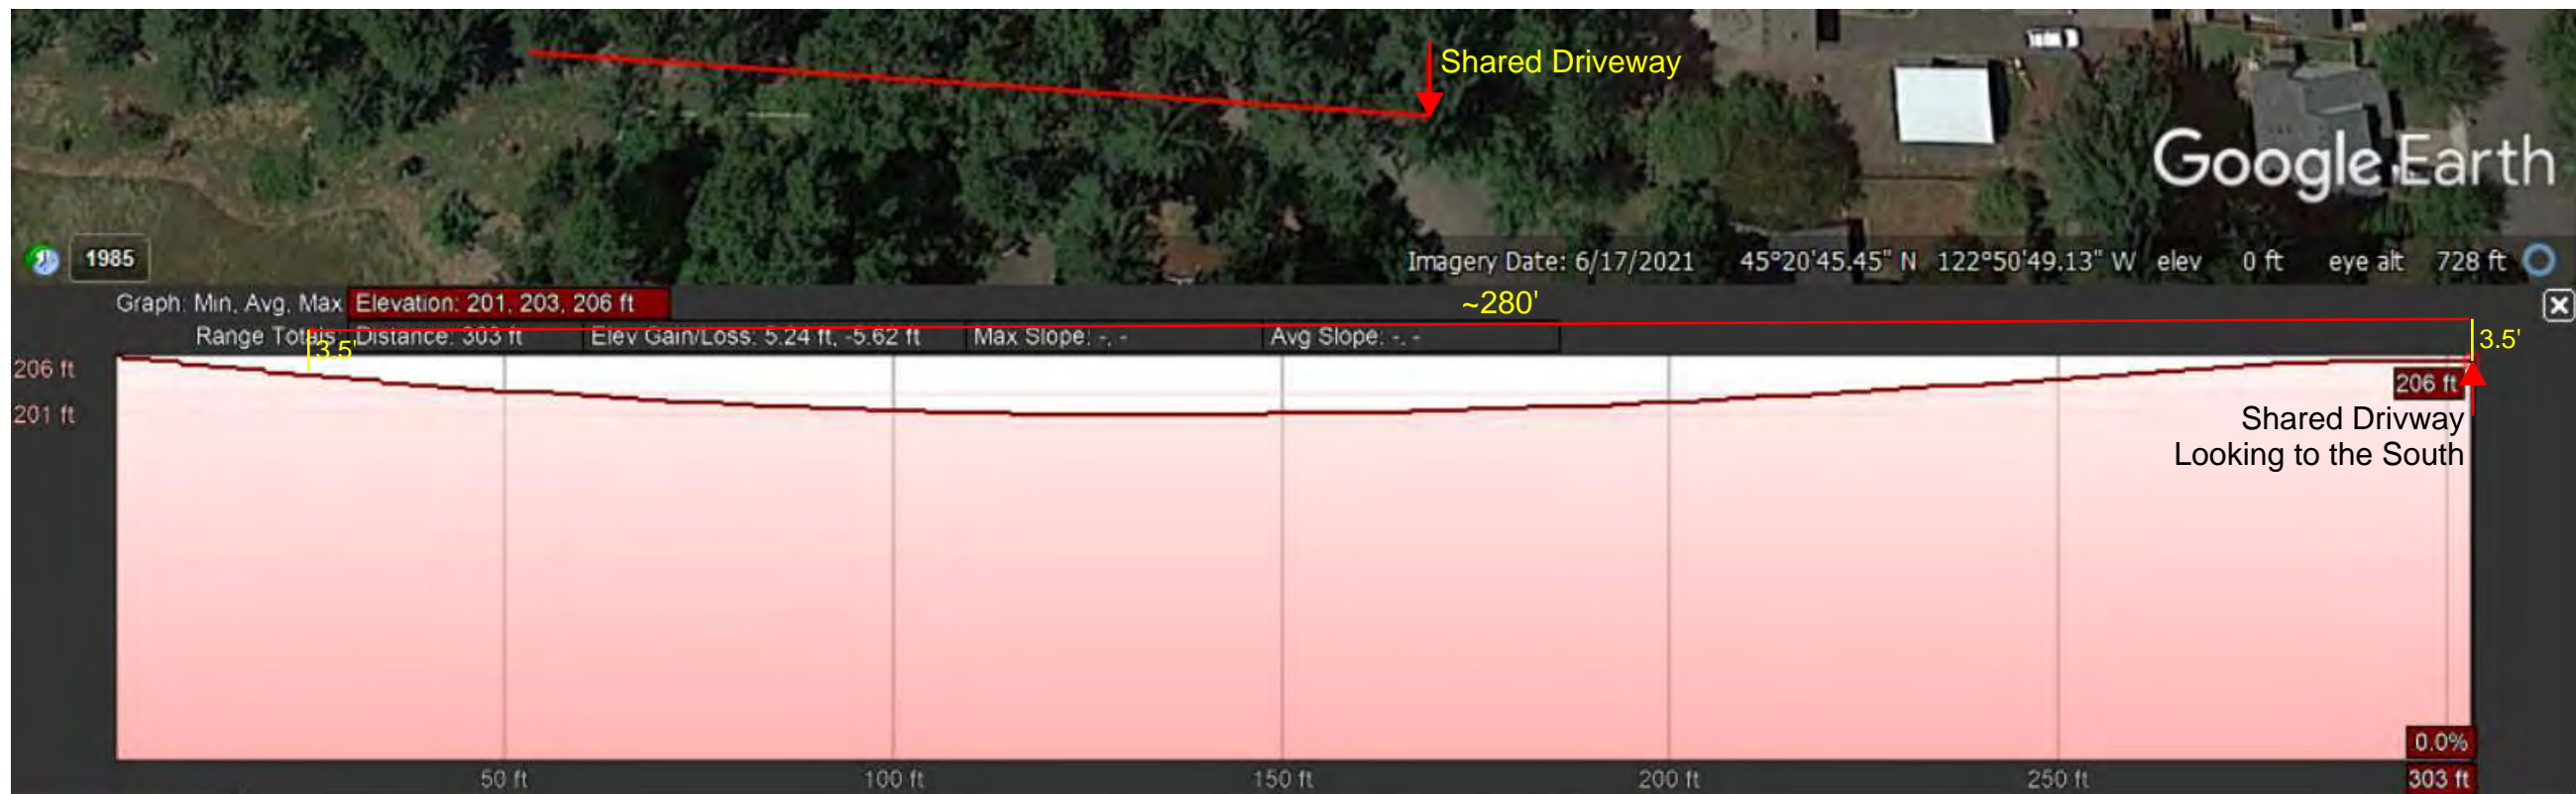 Shared Driveway
Google Earth
1985
Imagery Date: 6/17/2021 45°20'45.45" N 122°50'49.13" W elev 0 ft eye alt 728 ft
Graph: Min, Avg, Max Elevation: 201, 203, 206 ft
~280'
Range Totals: Distance: 303 ft Elev Gain/Loss: 5.24 ft, -5.62 ft Max Slope: -, - Avg Slope: -, -
3.5'
3.5'
206 ft
206 ft
201 ft
Shared Drivway
Looking to the South
0.0%
50 ft 100 ft 150 ft 200 ft 250 ft 303 ft